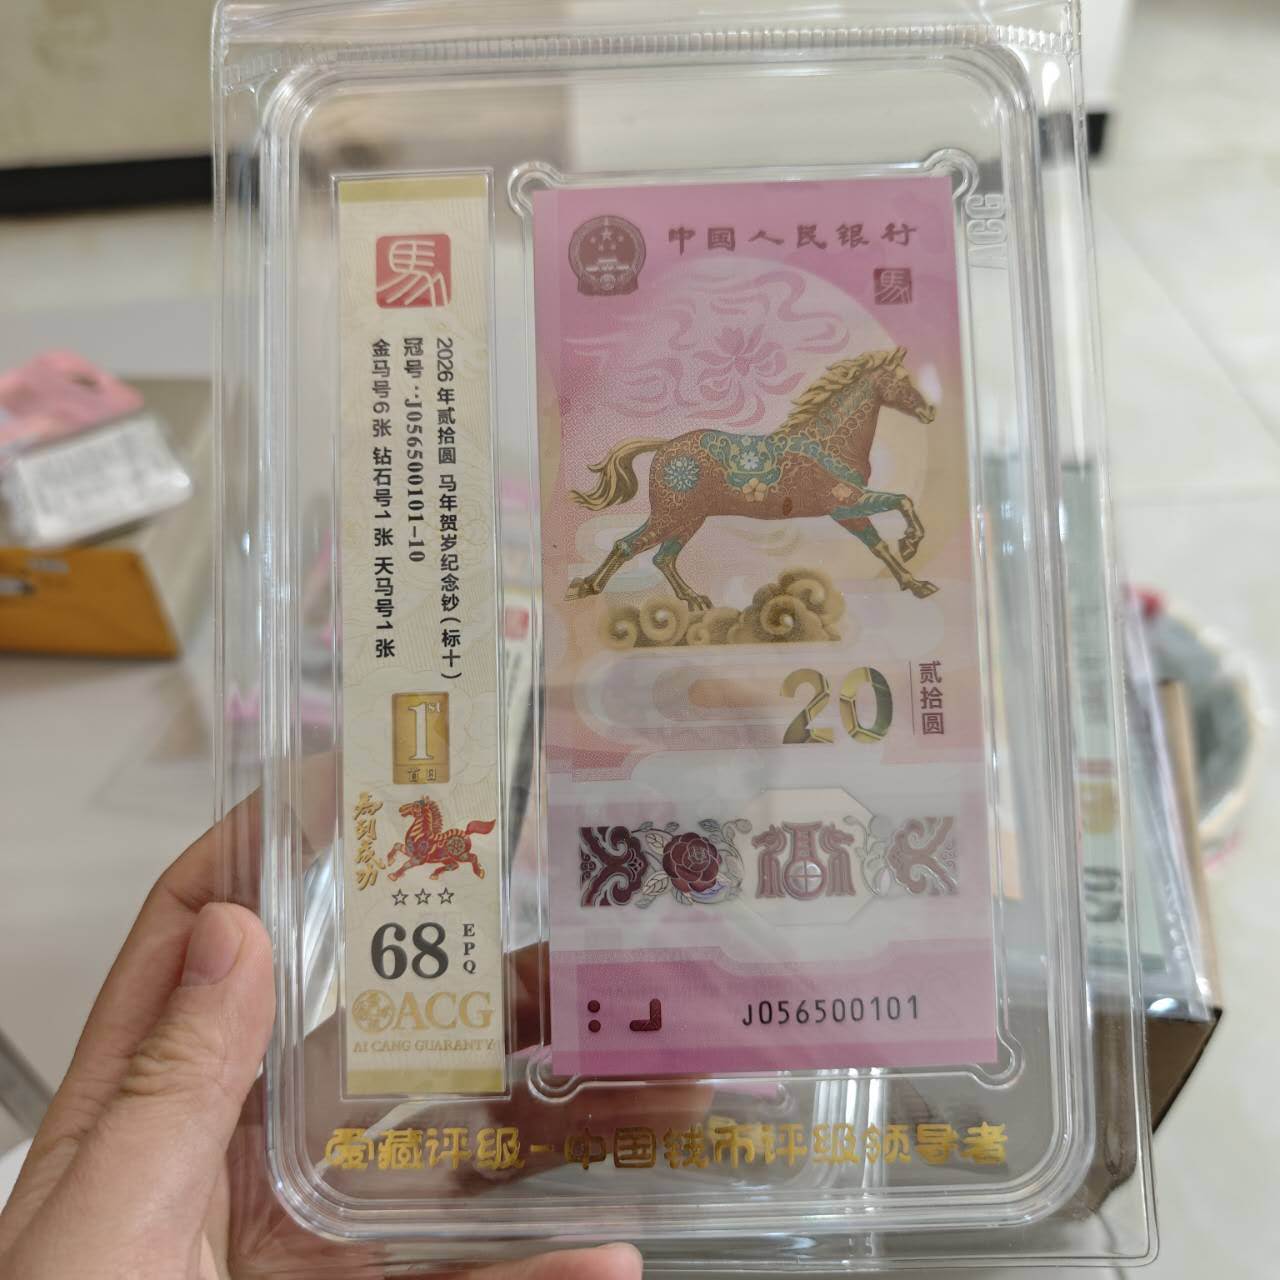 馬
2026年贰拾圆 马年贺岁纪念钞(标十)
冠号:J056500101-10
金马号6张 钻石号1张 天马号1张
1st
首日
馬到成功
68
EPQ
ACG
AI CANG GUARANTY
中国人民银行
馬
20
贰拾圆
福
J056500101
ACG
爱藏评级-中国钱币评级领导者